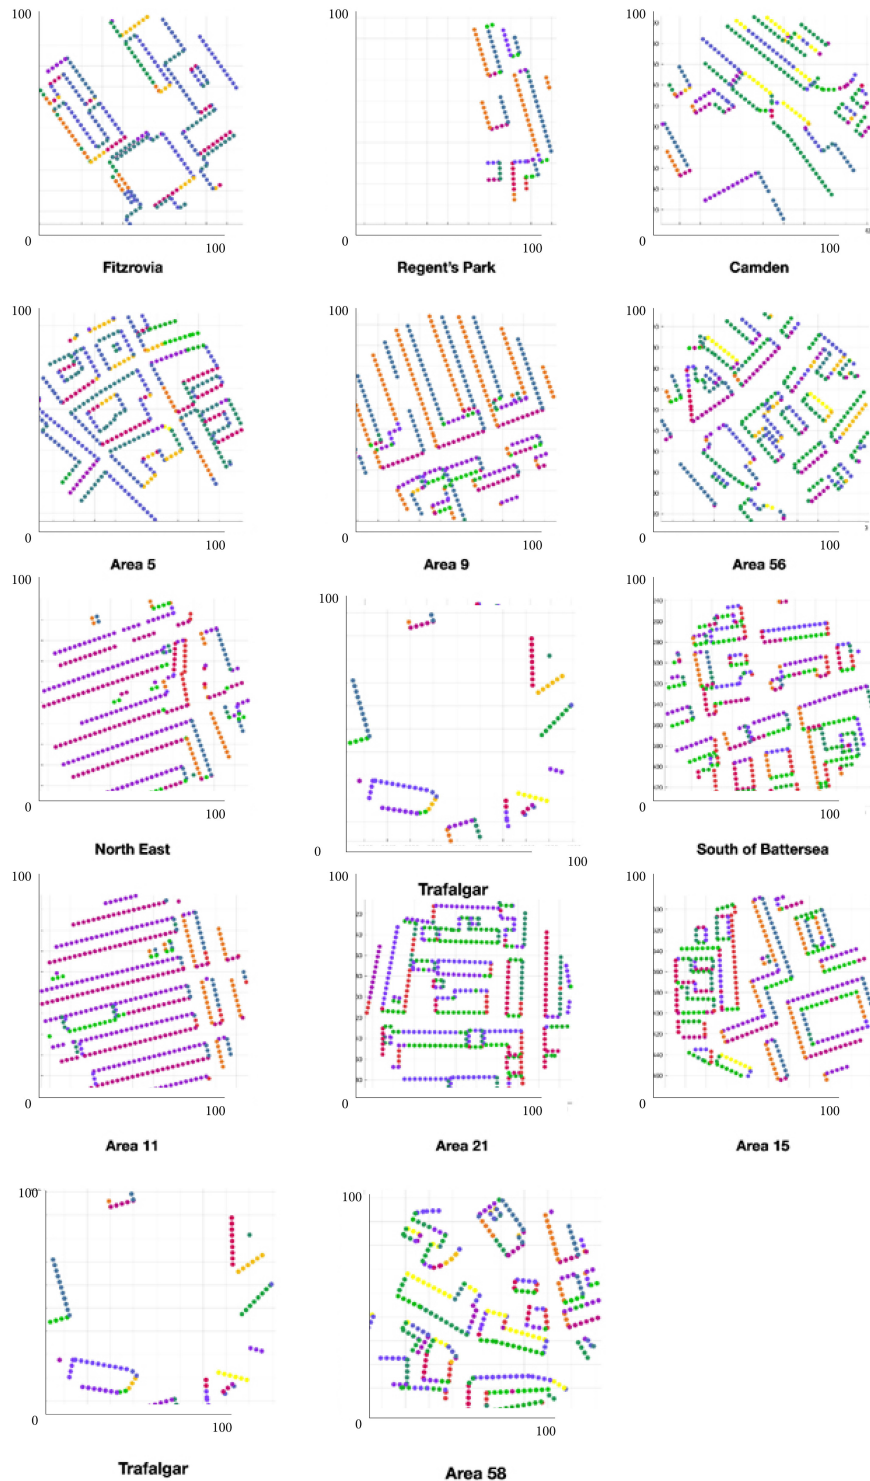 100 100 100
0 100 0 100 0 100
Fitzrovia Regent's Park Camden
100 100 100
0 100 0 100 0 100
Area 5 Area 9 Area 56
100 100 100
0 100 0 100 0 100
North East Trafalgar South of Battersea
100 100 100
0 100 0 100 0 100
Area 11 Area 21 Area 15
100 100
0 100 0 100
Trafalgar Area 58